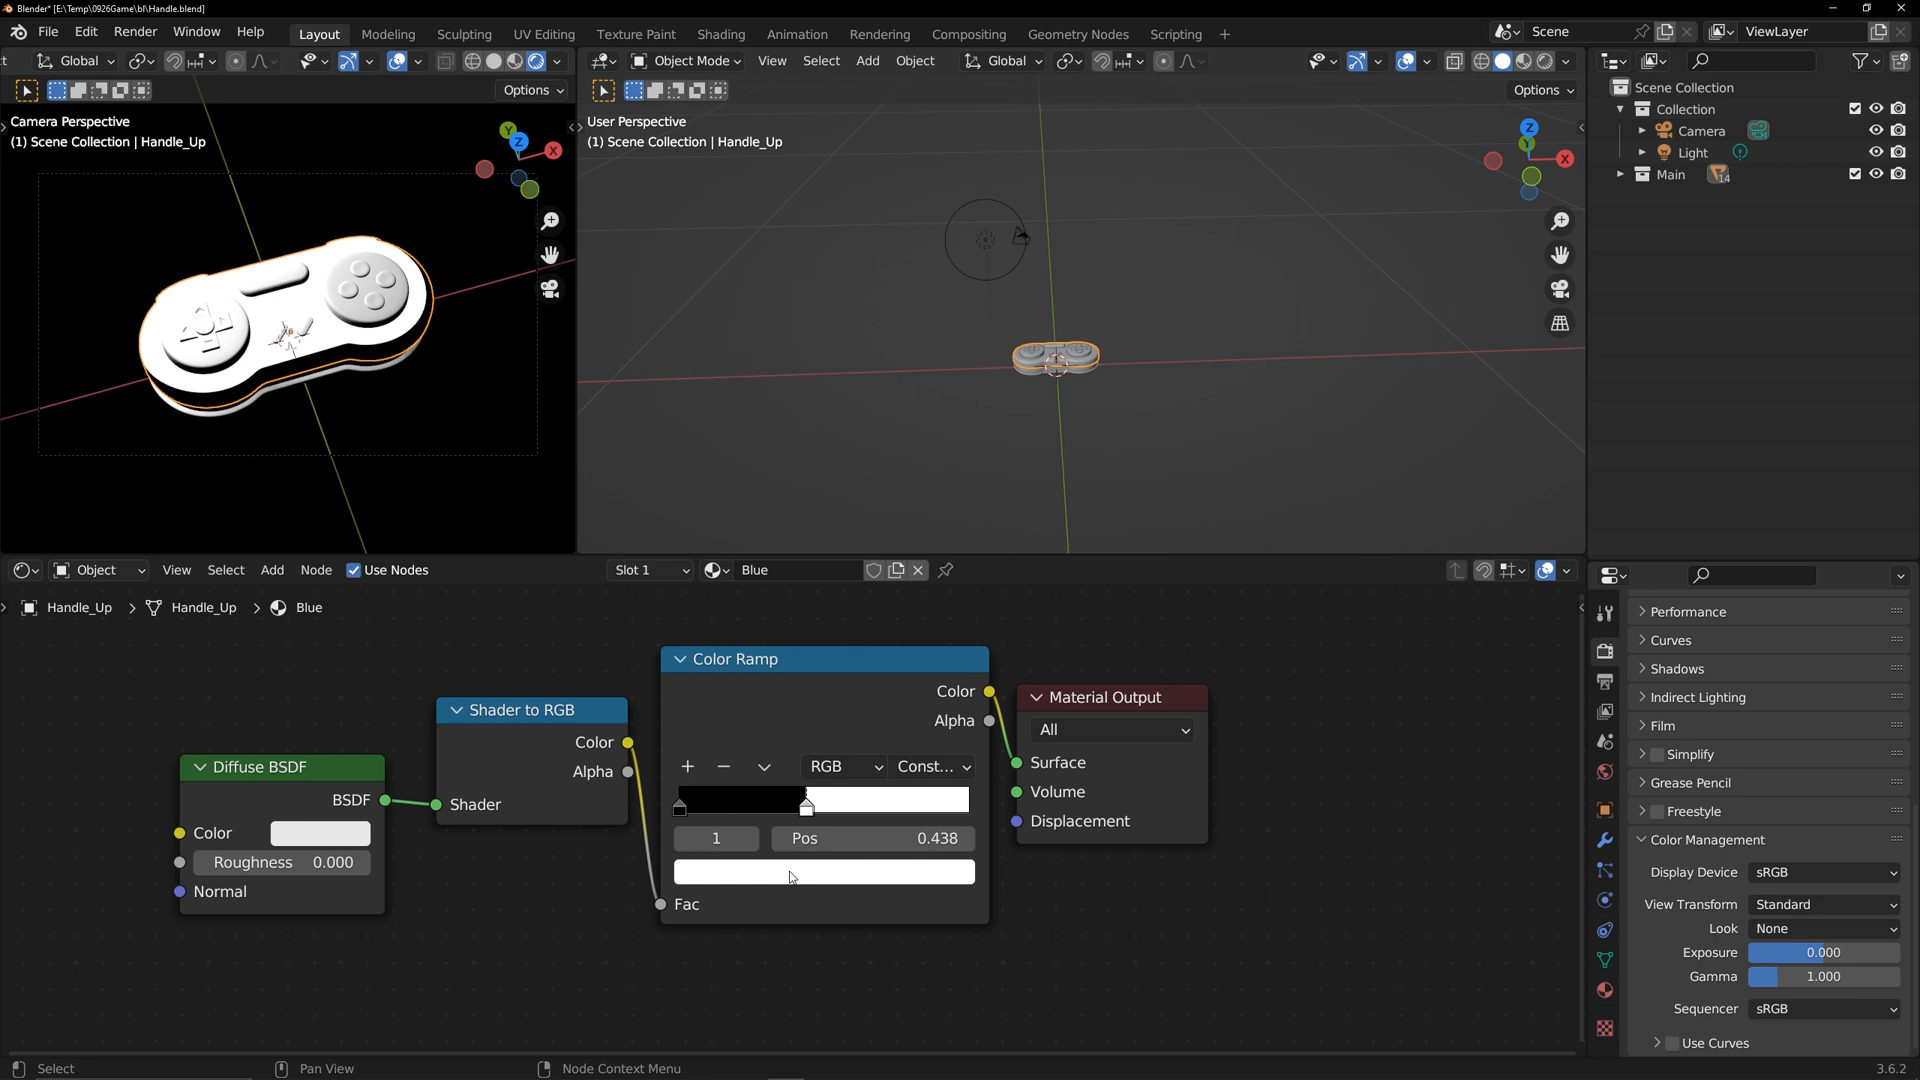 Blender* [E:\Temp\0926Game\bl\Handle.blend]
File Edit Render Window Help Layout Modeling Sculpting UV Editing Texture Paint Shading Animation Rendering Compositing Geometry Nodes Scripting + Scene ViewLayer
Global Object Mode View Select Add Object Global
Options Options
Camera Perspective
(1) Scene Collection | Handle_Up
User Perspective
(1) Scene Collection | Handle_Up
Y Z X
Z Y X
Scene Collection
Collection
Camera
Light
Main 14
Object View Select Add Node Use Nodes Slot 1 Blue
Handle_Up > Handle_Up > Blue
Diffuse BSDF
BSDF
Color
Roughness 0.000
Normal
Shader to RGB
Color
Alpha
Shader
Color Ramp
Color
Alpha
+ − RGB Const...
1 Pos 0.438
Fac
Material Output
All
Surface
Volume
Displacement
Performance
Curves
Shadows
Indirect Lighting
Film
Simplify
Grease Pencil
Freestyle
Color Management
Display Device sRGB
View Transform Standard
Look None
Exposure 0.000
Gamma 1.000
Sequencer sRGB
Use Curves
Select Pan View Node Context Menu 3.6.2